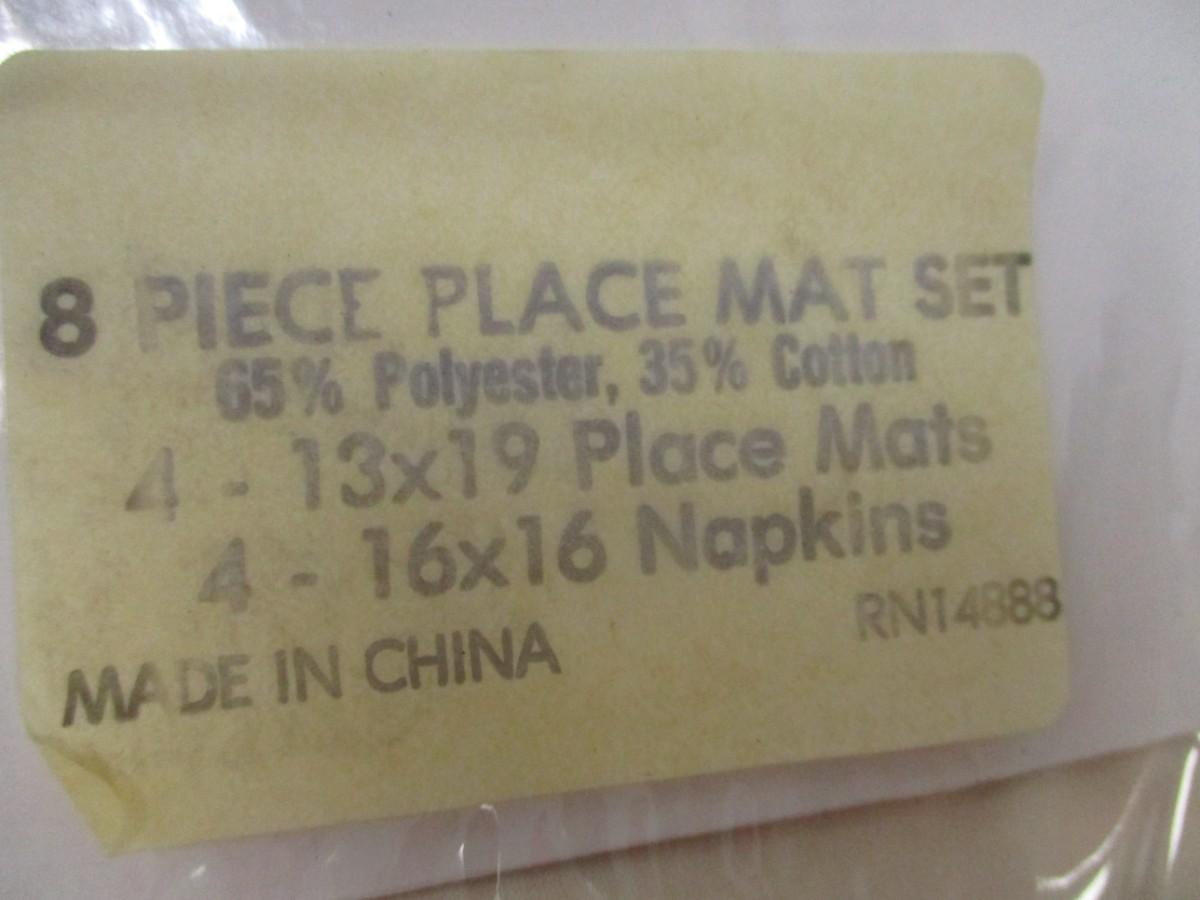 8 PIECE PLACE MAT SET
65% Polyester, 35% Cotton
4 - 13x19 Place Mats
4 - 16x16 Napkins
RN14888
MADE IN CHINA